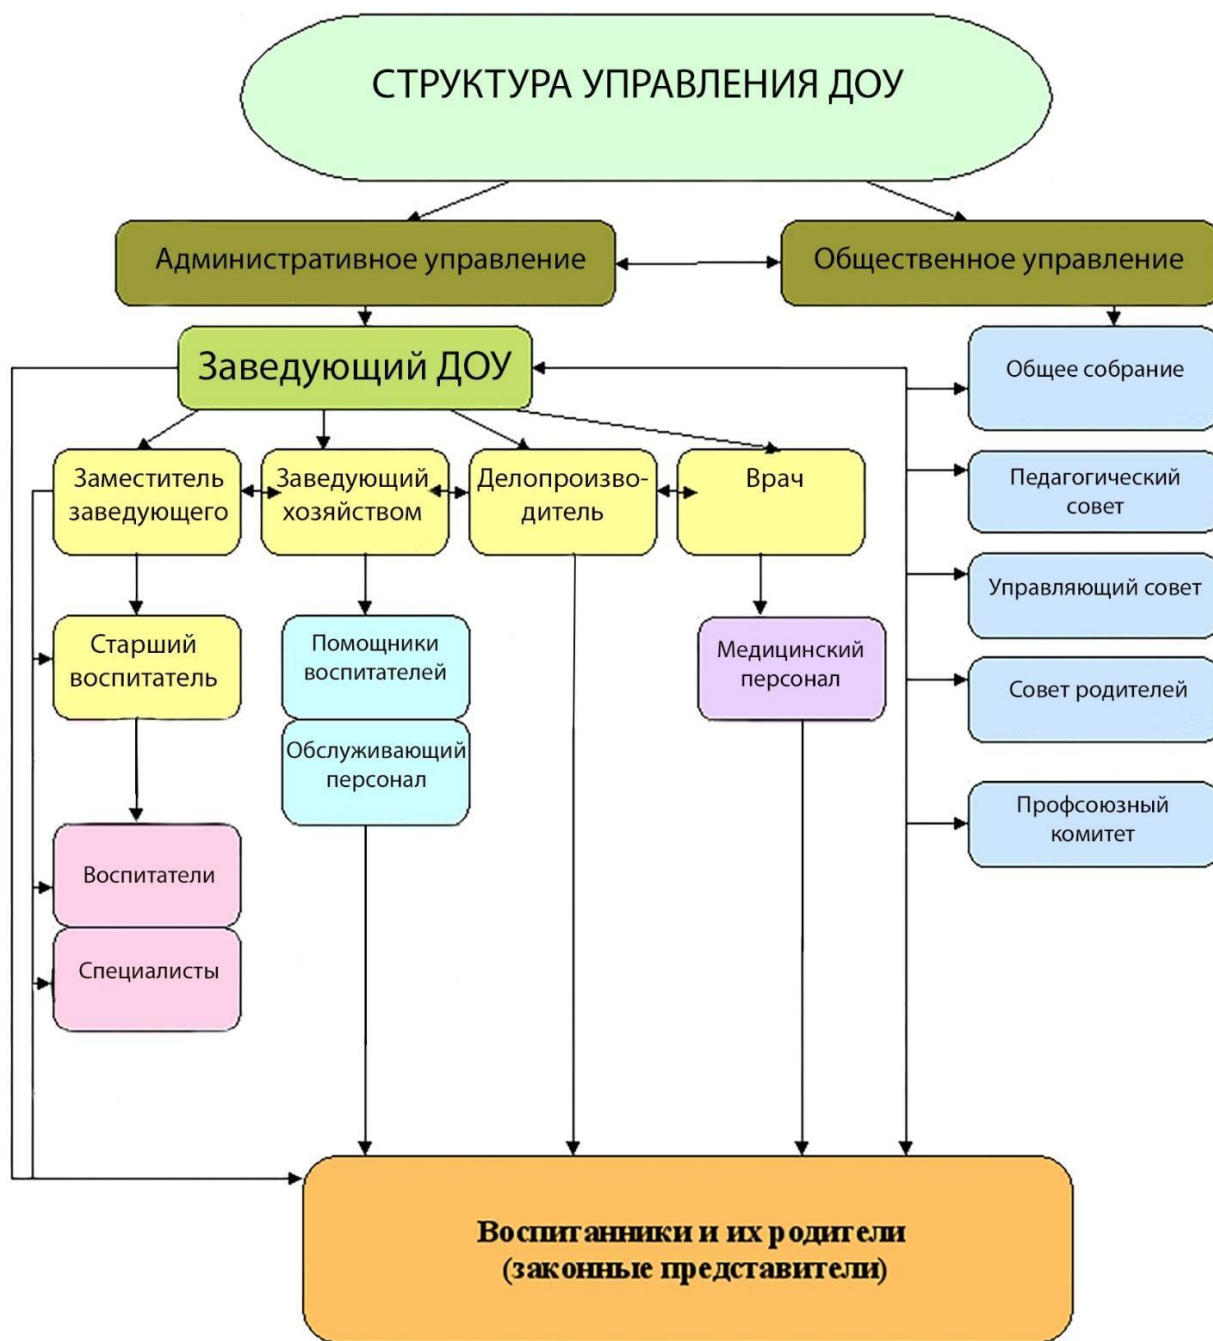 СТРУКТУРА УПРАВЛЕНИЯ ДОУ
Административное управление
Общественное управление
Заведующий ДОУ
Общее собрание
Заместитель
заведующего
Заведующий
хозяйством
Делопроизво-
дитель
Врач
Педагогический
совет
Управляющий совет
Старший
воспитатель
Помощники
воспитателей
Медицинский
персонал
Совет родителей
Обслуживающий
персонал
Профсоюзный
комитет
Воспитатели
Специалисты
Воспитанники и их родители
(законные представители)